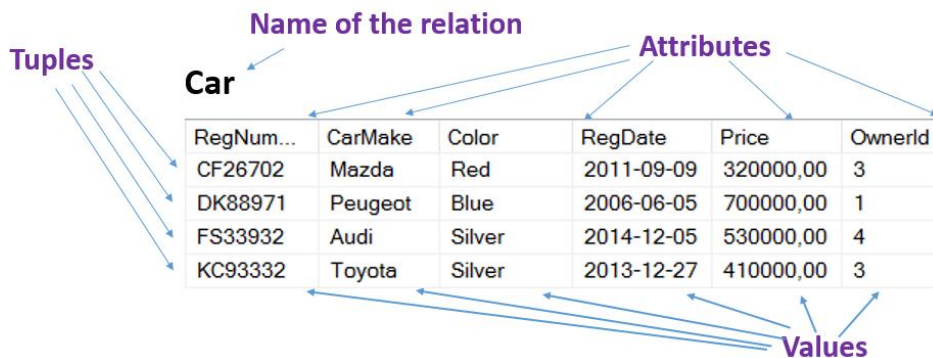 Name of the relation
Attributes
Tuples
Car
RegNum... CarMake Color RegDate Price OwnerId
CF26702 Mazda Red 2011-09-09 320000,00 3
DK88971 Peugeot Blue 2006-06-05 700000,00 1
FS33932 Audi Silver 2014-12-05 530000,00 4
KC93332 Toyota Silver 2013-12-27 410000,00 3
Values